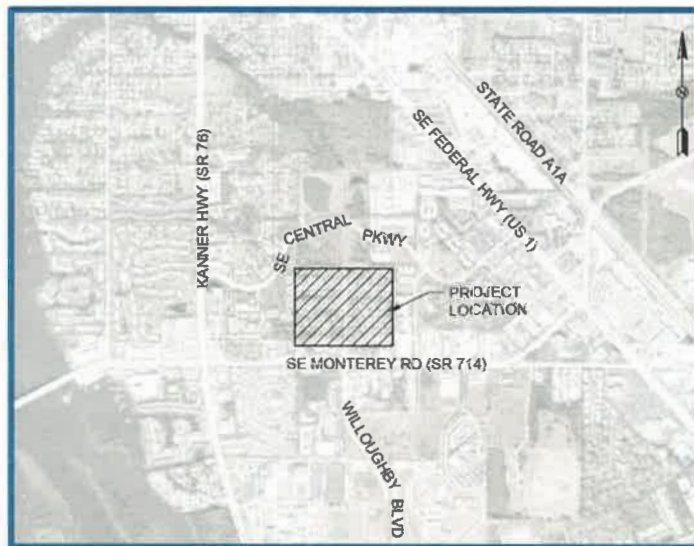 STATE ROAD A1A
SE FEDERAL HWY (US 1)
KANNER HWY (SR 76)
SE CENTRAL PKWY
PROJECT
LOCATION
SE MONTEREY RD (SR 714)
WILLOUGHBY BLVD